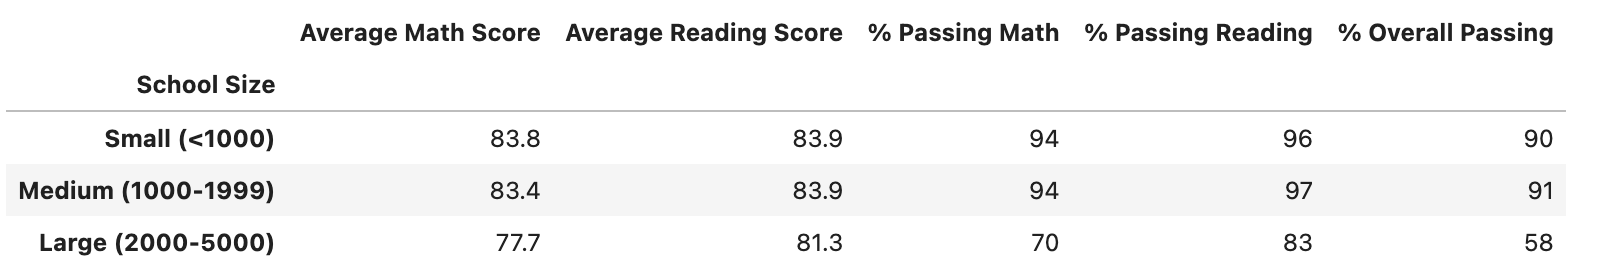 Average Math Score Average Reading Score % Passing Math % Passing Reading % Overall Passing
School Size
Small (<1000) 83.8 83.9 94 96 90
Medium (1000-1999) 83.4 83.9 94 97 91
Large (2000-5000) 77.7 81.3 70 83 58